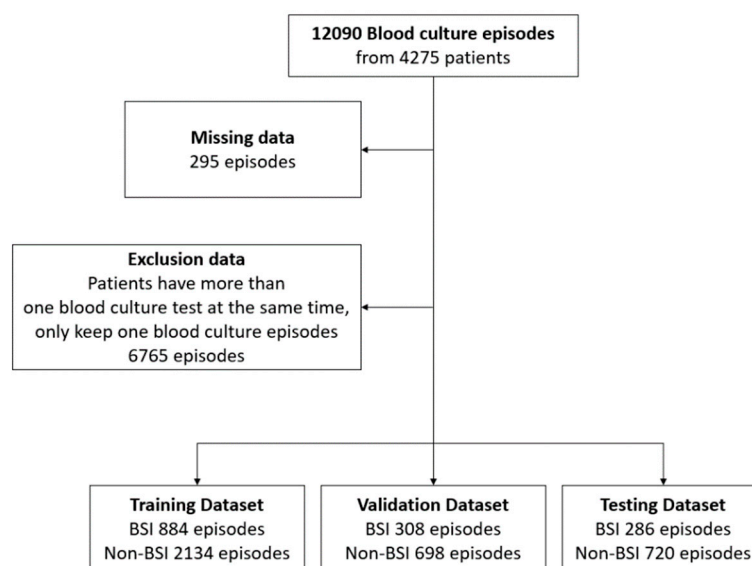 12090 Blood culture episodes
from 4275 patients
Missing data
295 episodes
Exclusion data
Patients have more than
one blood culture test at the same time,
only keep one blood culture episodes
6765 episodes
Training Dataset
BSI 884 episodes
Non-BSI 2134 episodes
Validation Dataset
BSI 308 episodes
Non-BSI 698 episodes
Testing Dataset
BSI 286 episodes
Non-BSI 720 episodes